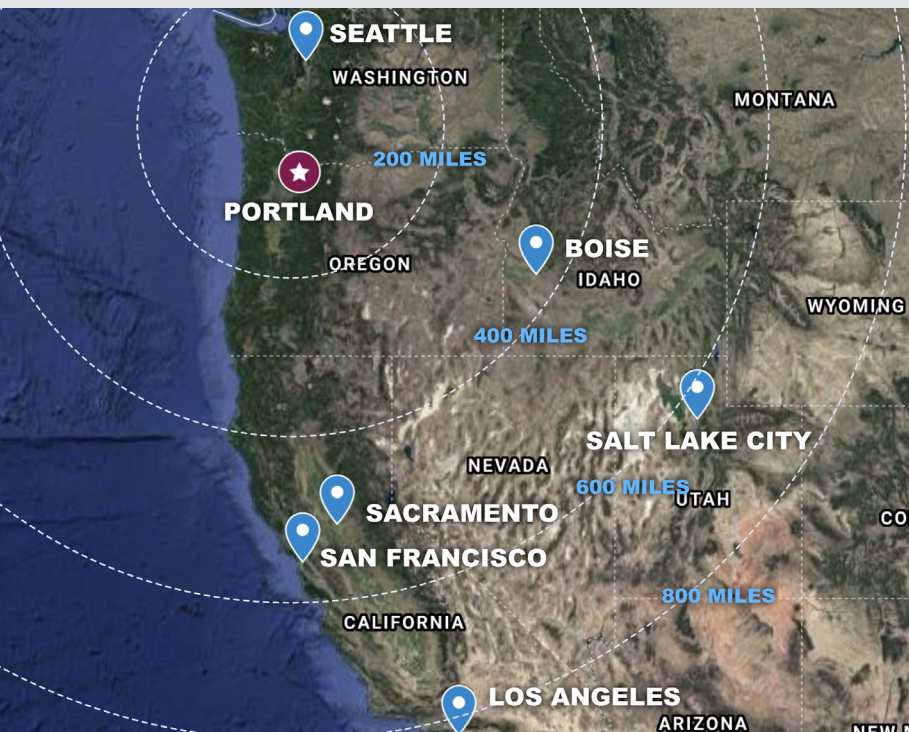 SEATTLE
WASHINGTON
MONTANA
200 MILES
PORTLAND
BOISE
OREGON
IDAHO
WYOMING
400 MILES
SALT LAKE CITY
NEVADA
600 MILES
UTAH
SACRAMENTO
CO
SAN FRANCISCO
800 MILES
CALIFORNIA
LOS ANGELES
ARIZONA
NEW